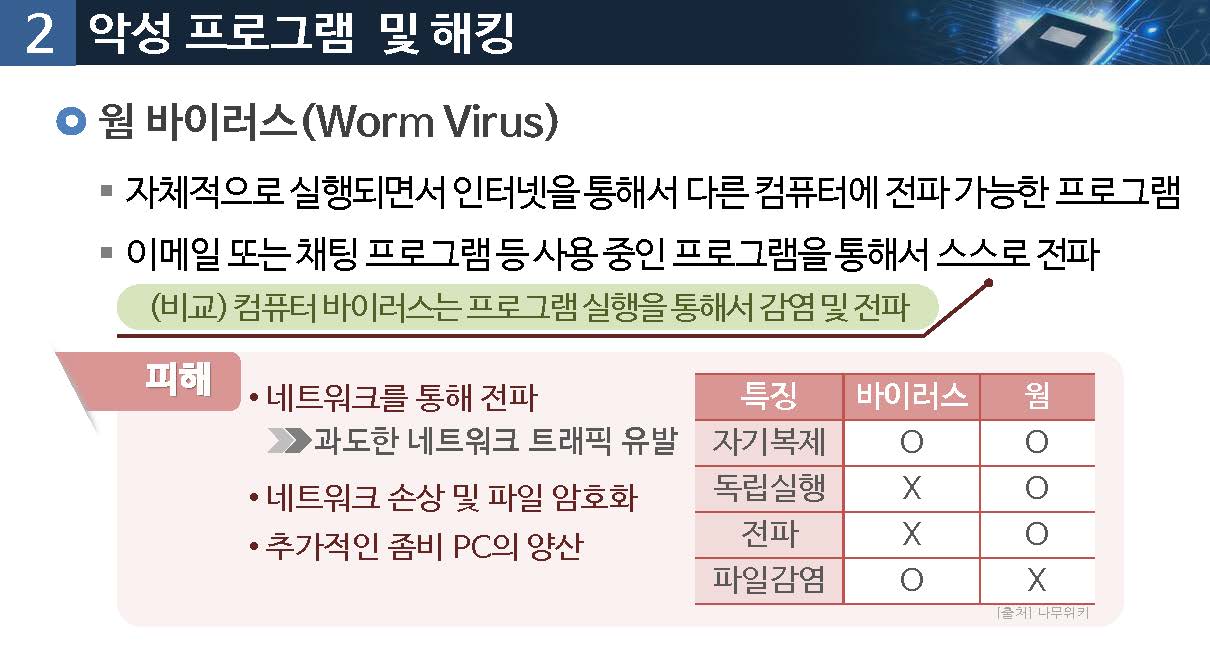 2 악성 프로그램 및 해킹
웜 바이러스(Worm Virus)
자체적으로 실행되면서 인터넷을 통해서 다른 컴퓨터에 전파 가능한 프로그램
이메일 또는 채팅 프로그램 등 사용 중인 프로그램을 통해서 스스로 전파
(비교) 컴퓨터 바이러스는 프로그램 실행을 통해서 감염 및 전파
피해
• 네트워크를 통해 전파
과도한 네트워크 트래픽 유발
• 네트워크 손상 및 파일 암호화
• 추가적인 좀비 PC의 양산
특징 바이러스 웜
자기복제 O O
독립실행 X O
전파 X O
파일감염 O X
[출처] 나무위키